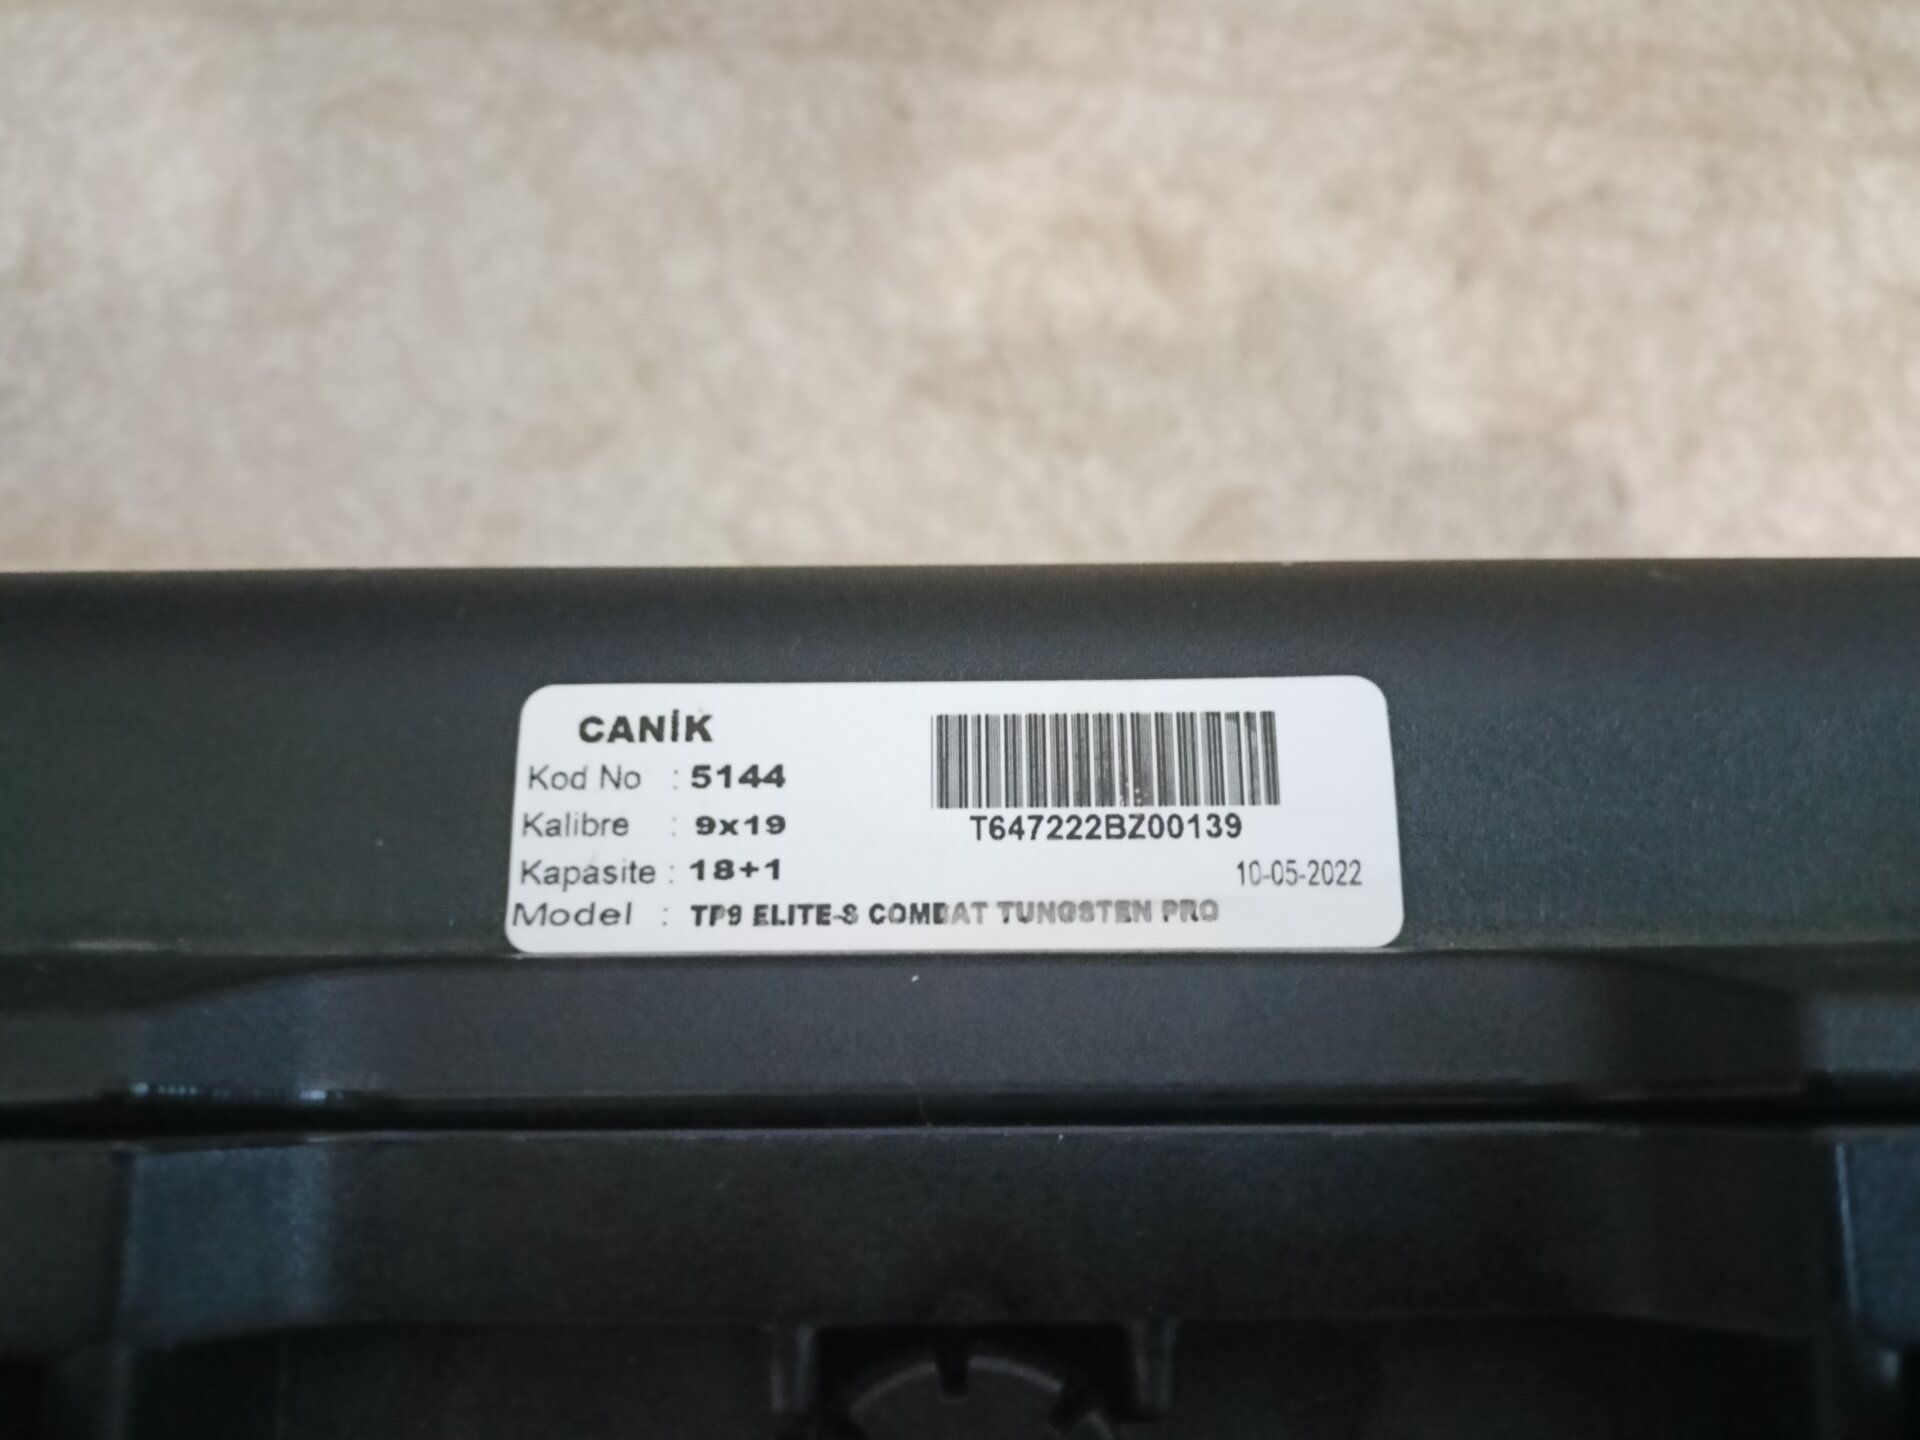 CANİK
Kod No : 5144
Kalibre : 9x19
Kapasite : 18+1
Model : TP9 ELITE-S COMBAT TUNGSTEN PRO
T647222BZ00139
10-05-2022